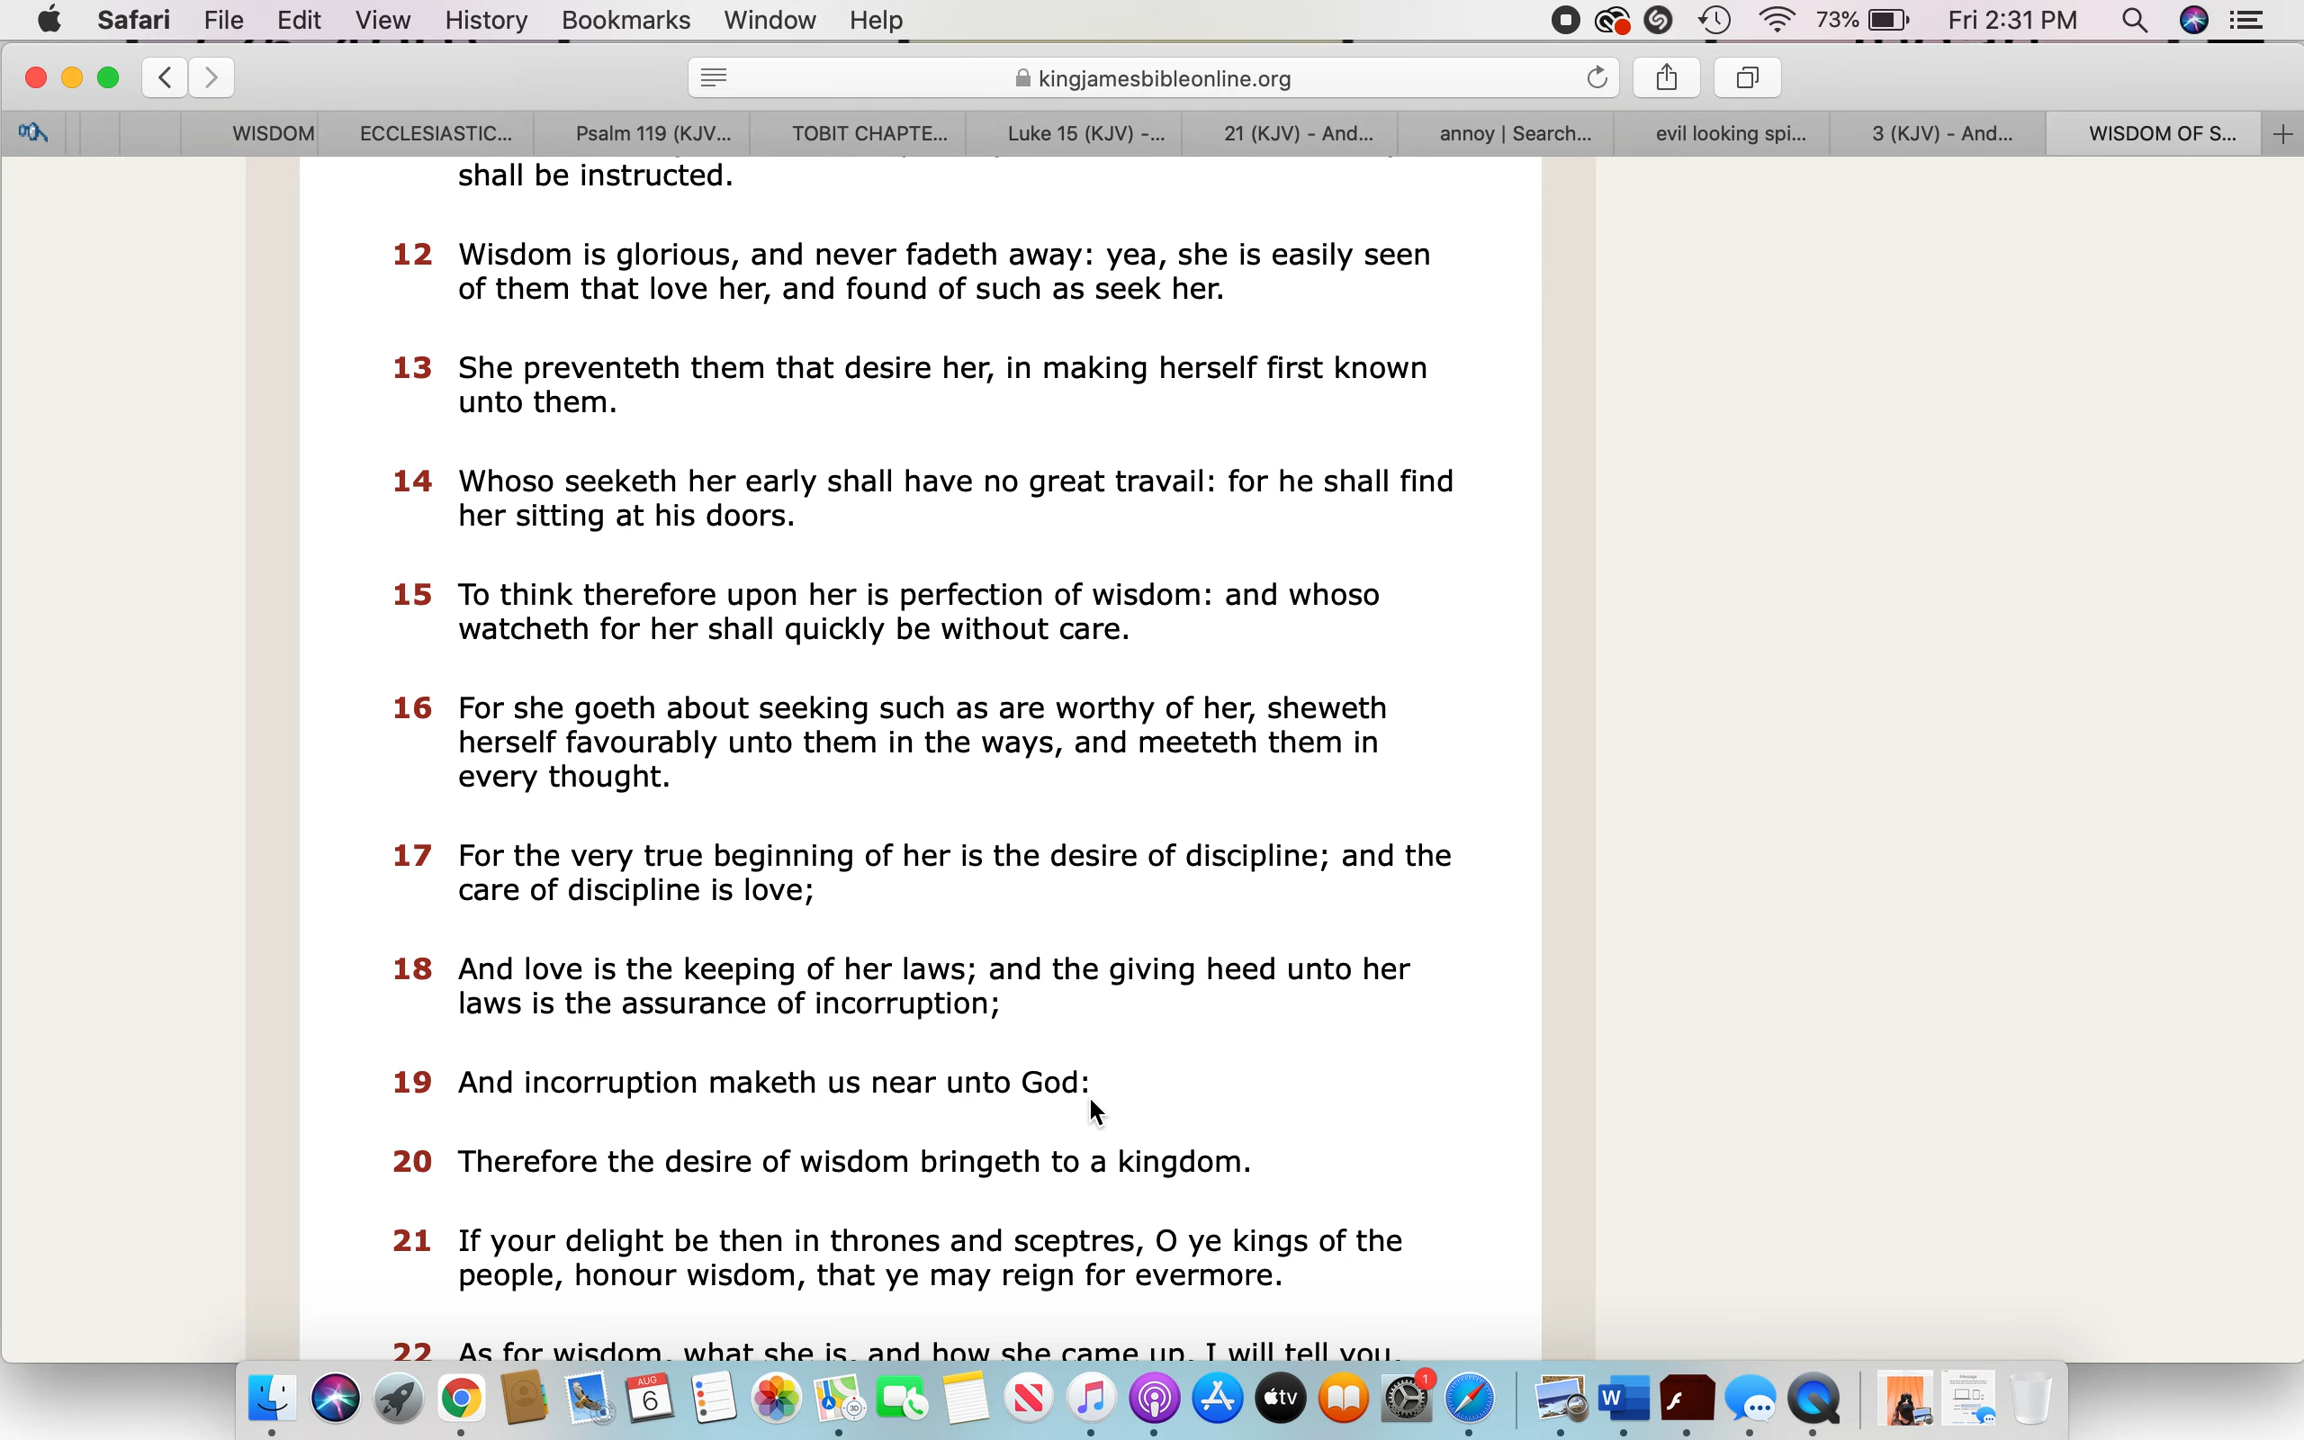 Safari File Edit View History Bookmarks Window Help 73% Fri 2:31 PM
kingjamesbibleonline.org
WISDOM ECCLESIASTIC... Psalm 119 (KJV... TOBIT CHAPTE... Luke 15 (KJV) -... 21 (KJV) - And... annoy | Search... evil looking spi... 3 (KJV) - And... WISDOM OF S...
shall be instructed.
12 Wisdom is glorious, and never fadeth away: yea, she is easily seen
of them that love her, and found of such as seek her.
13 She preventeth them that desire her, in making herself first known
unto them.
14 Whoso seeketh her early shall have no great travail: for he shall find
her sitting at his doors.
15 To think therefore upon her is perfection of wisdom: and whoso
watcheth for her shall quickly be without care.
16 For she goeth about seeking such as are worthy of her, sheweth
herself favourably unto them in the ways, and meeteth them in
every thought.
17 For the very true beginning of her is the desire of discipline; and the
care of discipline is love;
18 And love is the keeping of her laws; and the giving heed unto her
laws is the assurance of incorruption;
19 And incorruption maketh us near unto God:
20 Therefore the desire of wisdom bringeth to a kingdom.
21 If your delight be then in thrones and sceptres, O ye kings of the
people, honour wisdom, that ye may reign for evermore.
22 As for wisdom, what she is, and how she came up, I will tell you,
AUG
6
3D
tv
1
W